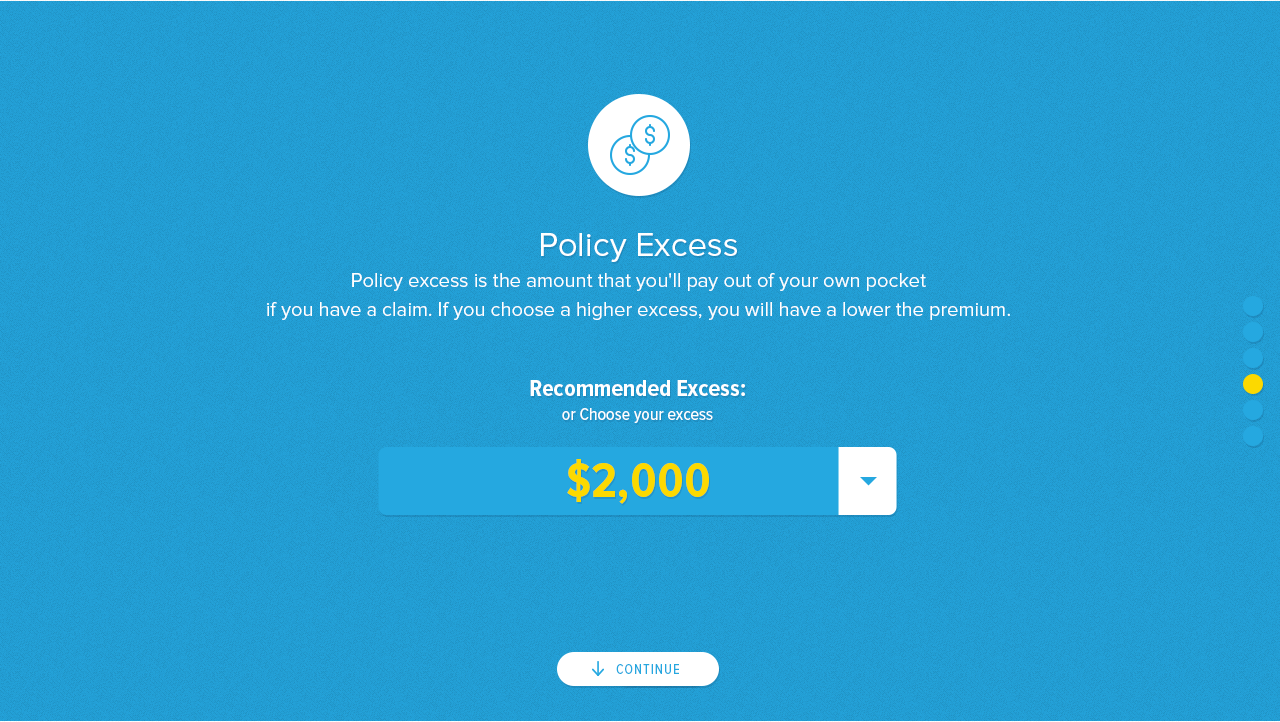 $
$
Policy Excess
Policy excess is the amount that you'll pay out of your own pocket
if you have a claim. If you choose a higher excess, you will have a lower the premium.
Recommended Excess:
or Choose your excess
$2,000
CONTINUE